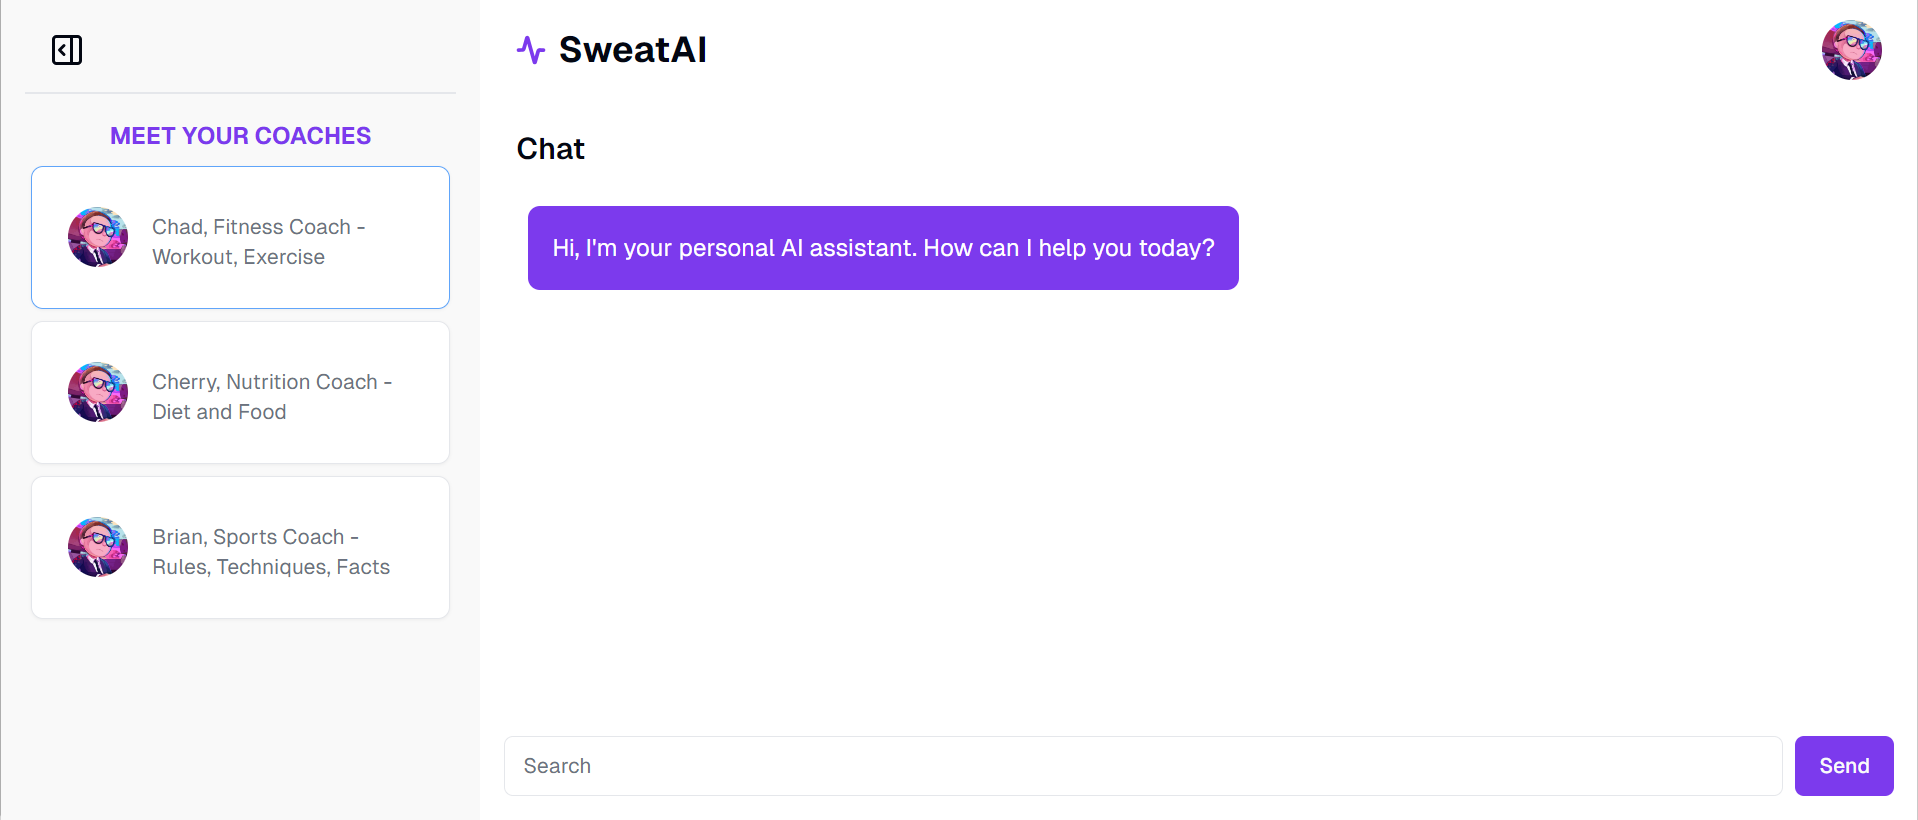 SweatAI
MEET YOUR COACHES
Chad, Fitness Coach -
Workout, Exercise
Cherry, Nutrition Coach -
Diet and Food
Brian, Sports Coach -
Rules, Techniques, Facts
Chat
Hi, I'm your personal AI assistant. How can I help you today?
Search
Send